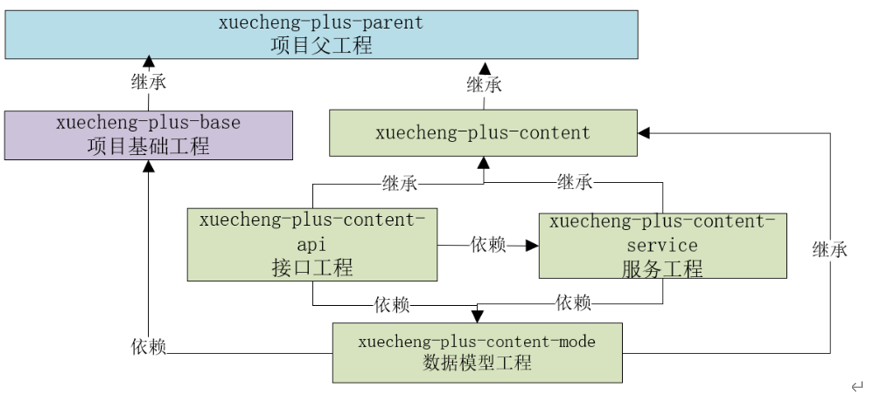 xuecheng-plus-parent
项目父工程
继承
继承
xuecheng-plus-base
项目基础工程
xuecheng-plus-content
继承
继承
xuecheng-plus-content-
api
接口工程
依赖
xuecheng-plus-content-
service
服务工程
继承
依赖
依赖
依赖
xuecheng-plus-content-mode
数据模型工程